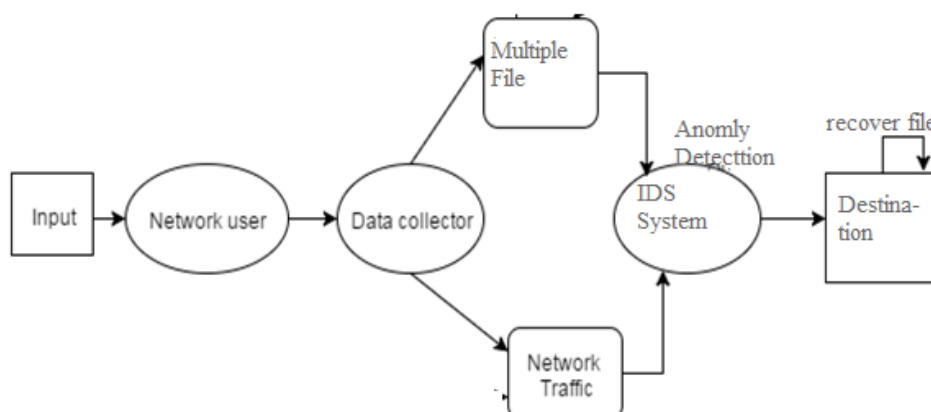 Input
Network user
Data collector
Multiple
File
Network
Traffic
Anomly
Detecttion
IDS
System
recover file
Destina-
tion